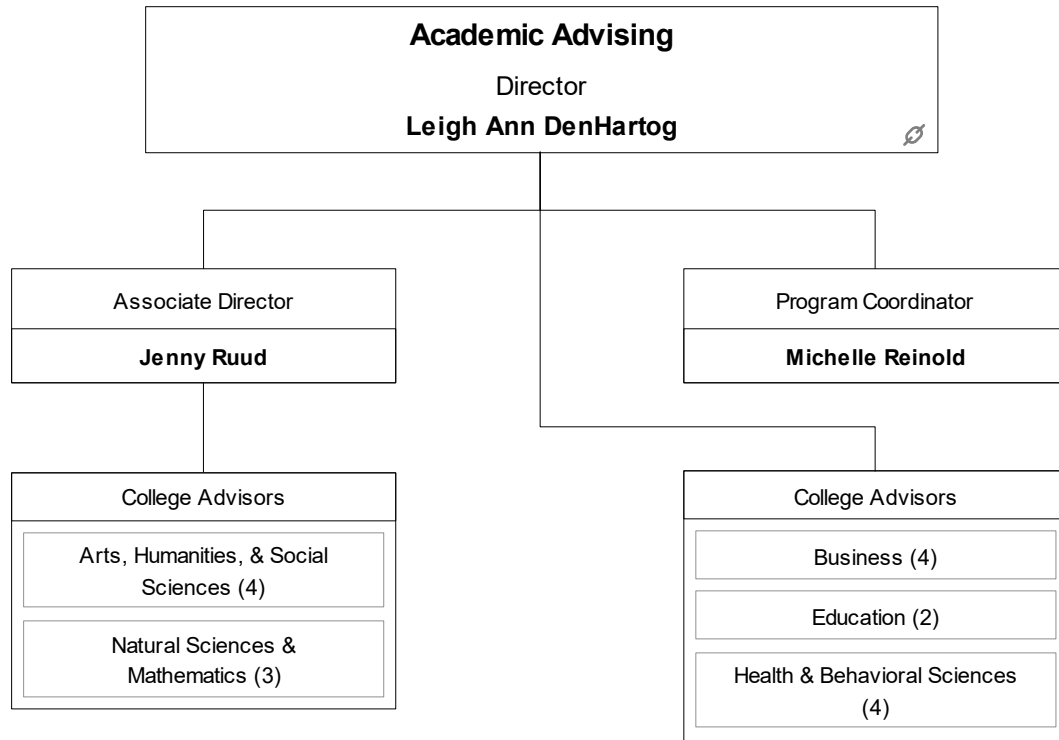 Academic Advising
Director
Leigh Ann DenHartog
Associate Director
Jenny Ruud
Program Coordinator
Michelle Reinold
College Advisors
Arts, Humanities, & Social
Sciences (4)
Natural Sciences &
Mathematics (3)
College Advisors
Business (4)
Education (2)
Health & Behavioral Sciences
(4)